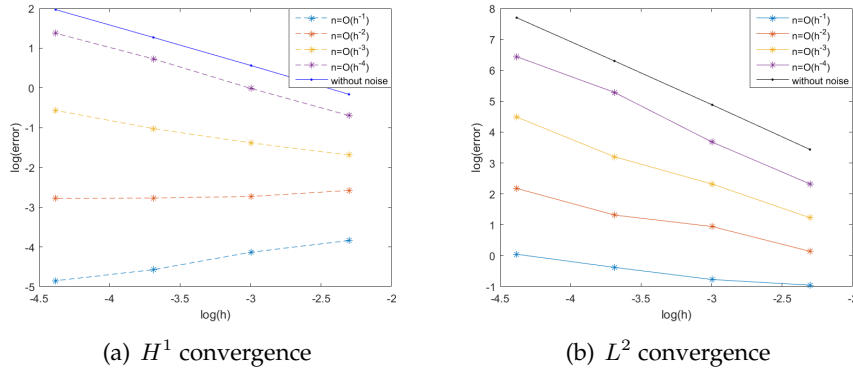 2
1
0
-1
-2
-3
-4
-5
log(error)
-4.5
-4
-3.5
-3
-2.5
-2
log(h)
n=O(h⁻¹)
n=O(h⁻²)
n=O(h⁻³)
n=O(h⁻⁴)
without noise
(a) H¹ convergence
8
7
6
5
4
3
2
1
0
-1
log(error)
-4.5
-4
-3.5
-3
-2.5
-2
log(h)
n=O(h⁻¹)
n=O(h⁻²)
n=O(h⁻³)
n=O(h⁻⁴)
without noise
(b) L² convergence